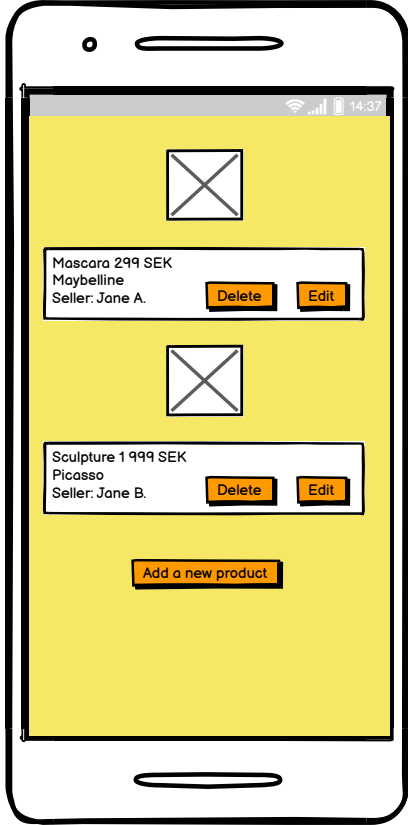 14:37
Mascara 299 SEK
Maybelline
Seller: Jane A.
Delete
Edit
Sculpture 1 999 SEK
Picasso
Seller: Jane B.
Delete
Edit
Add a new product